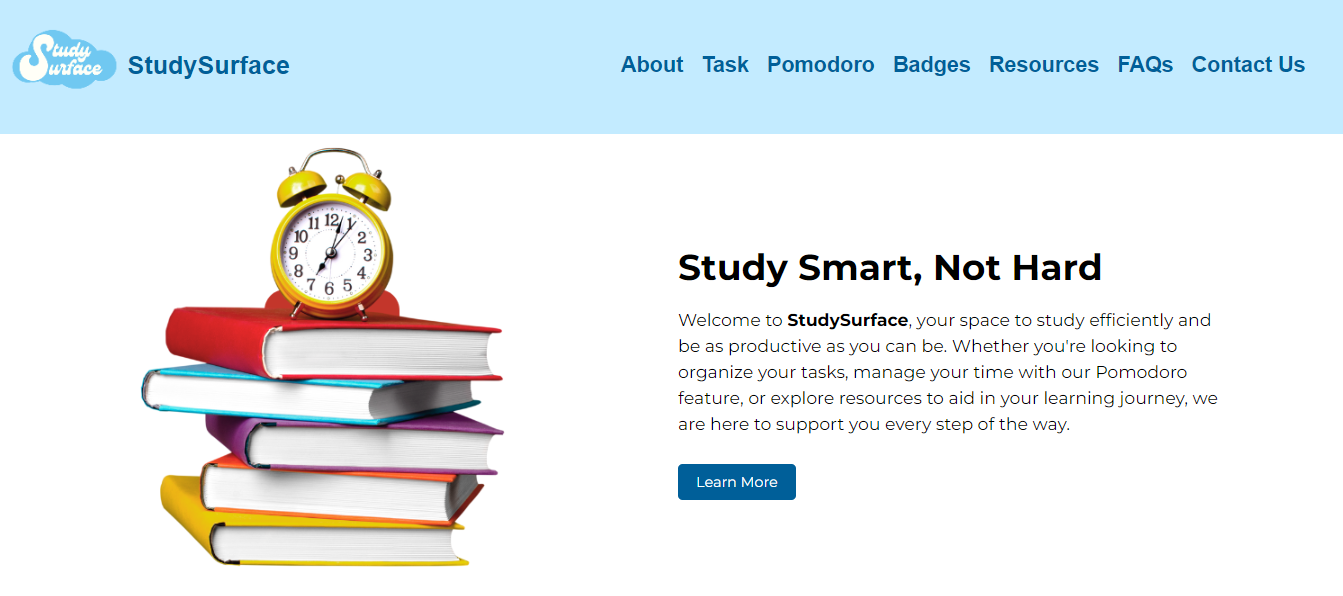 Study
Surface
StudySurface
About Task Pomodoro Badges Resources FAQs Contact Us
12
11 1
10 2
9 3
8 4
7 5
6
Study Smart, Not Hard
Welcome to StudySurface, your space to study efficiently and
be as productive as you can be. Whether you're looking to
organize your tasks, manage your time with our Pomodoro
feature, or explore resources to aid in your learning journey, we
are here to support you every step of the way.
Learn More